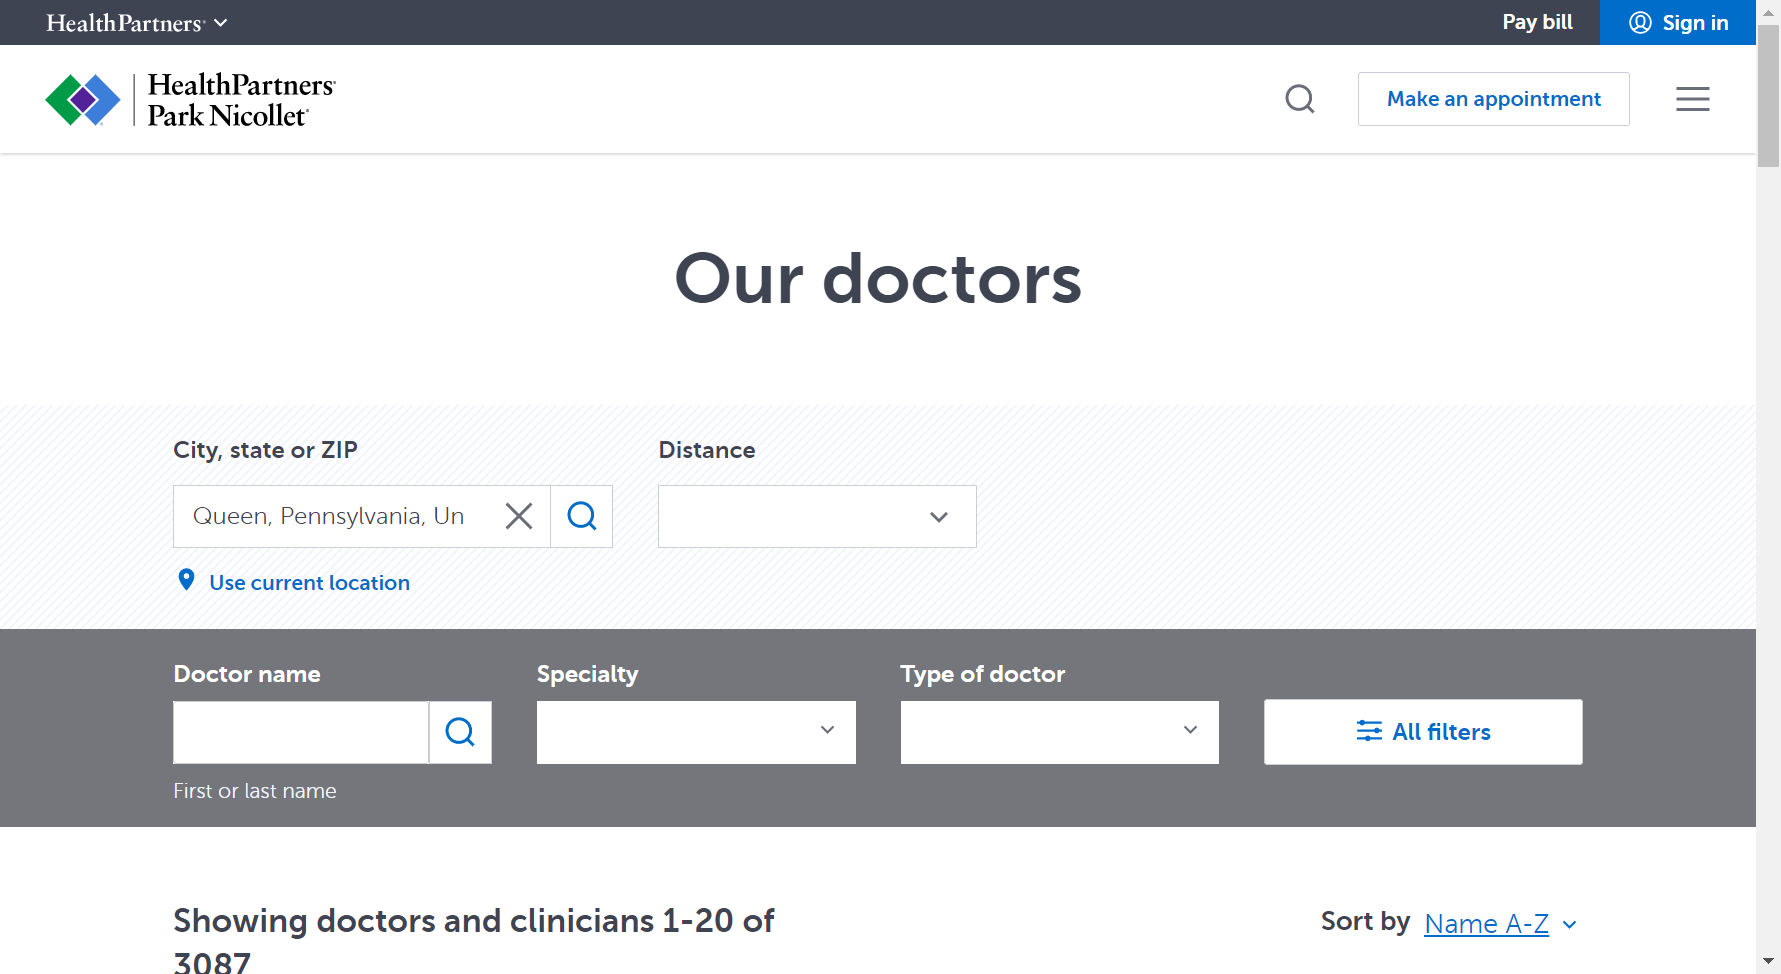 HealthPartners
Pay bill
Sign in
HealthPartners
Park Nicollet
Make an appointment
Our doctors
City, state or ZIP
Distance
Queen, Pennsylvania, Un
Use current location
Doctor name
Specialty
Type of doctor
All filters
First or last name
Showing doctors and clinicians 1-20 of
3087
Sort by Name A-Z